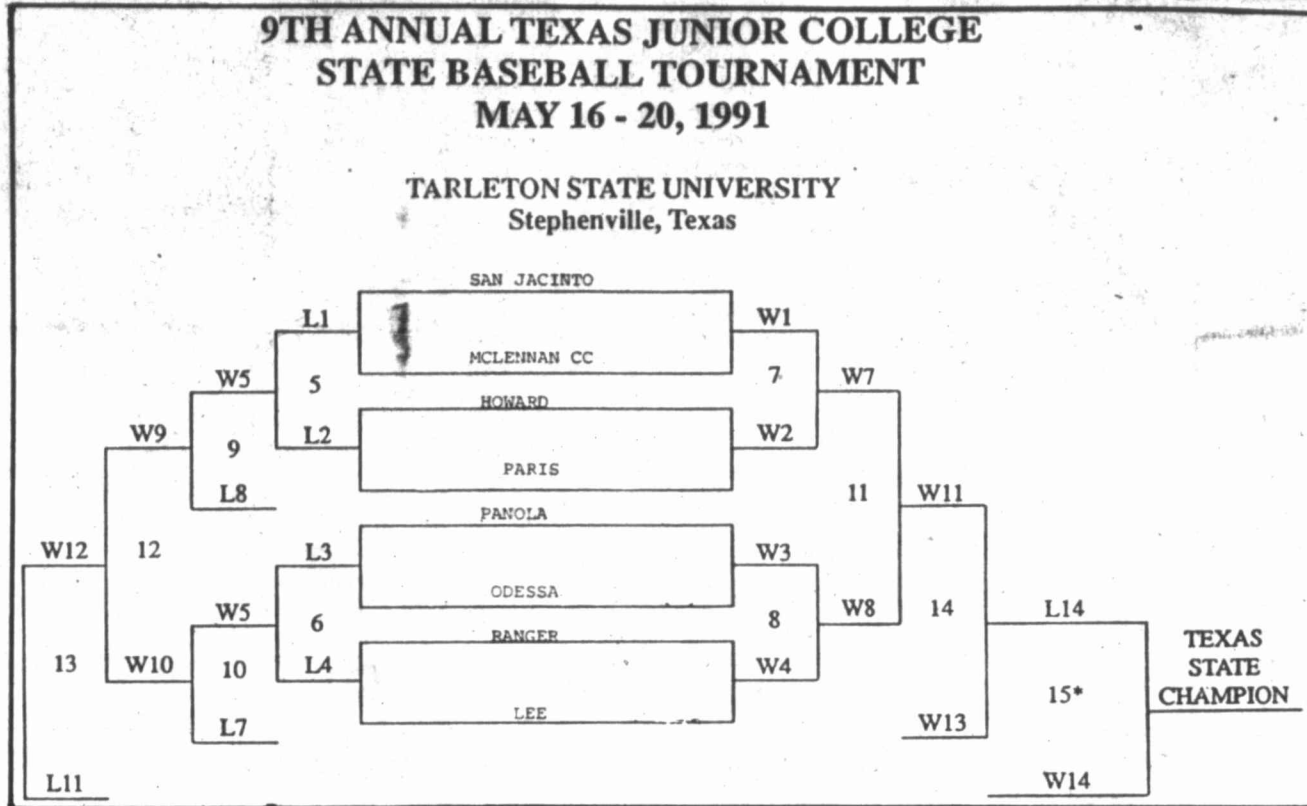 9TH ANNUAL TEXAS JUNIOR COLLEGE
STATE BASEBALL TOURNAMENT
MAY 16 - 20, 1991
TARLETON STATE UNIVERSITY
Stephenville, Texas
SAN JACINTO
L1 W1
MCLENNAN CC
W5 5 7 W7
HOWARD
W9 L2 W2
9
PARIS
L8 11 W11
PANOLA
W12 12 L3 W3
ODESSA
W5 6 8 W8 14 L14
RANGER
13 W10 10 L4 W4
TEXAS
STATE
CHAMPION
15*
LEE
L7 W13
L11 W14